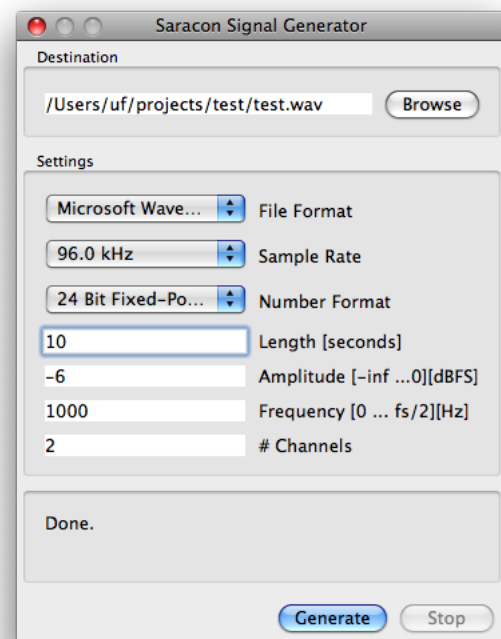 Saracon Signal Generator
Destination
/Users/uf/projects/test/test.wav Browse
Settings
Microsoft Wave... File Format
96.0 kHz Sample Rate
24 Bit Fixed-Po... Number Format
10 Length [seconds]
-6 Amplitude [-inf ...0][dBFS]
1000 Frequency [0 ... fs/2][Hz]
2 # Channels
Done.
Generate Stop